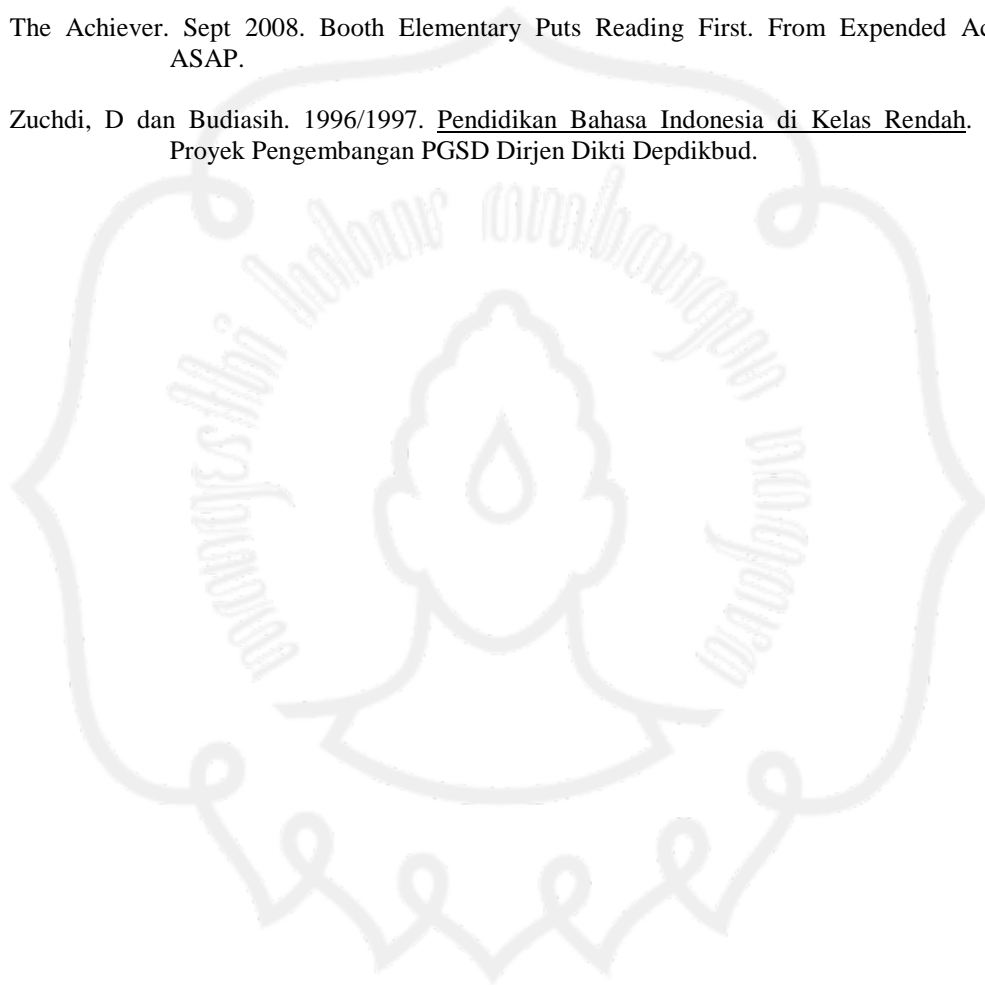 The Achiever. Sept 2008. Booth Elementary Puts Reading First. From Expended Ac
ASAP.
Zuchdi, D dan Budiasih. 1996/1997. Pendidikan Bahasa Indonesia di Kelas Rendah.
Proyek Pengembangan PGSD Dirjen Dikti Depdikbud.